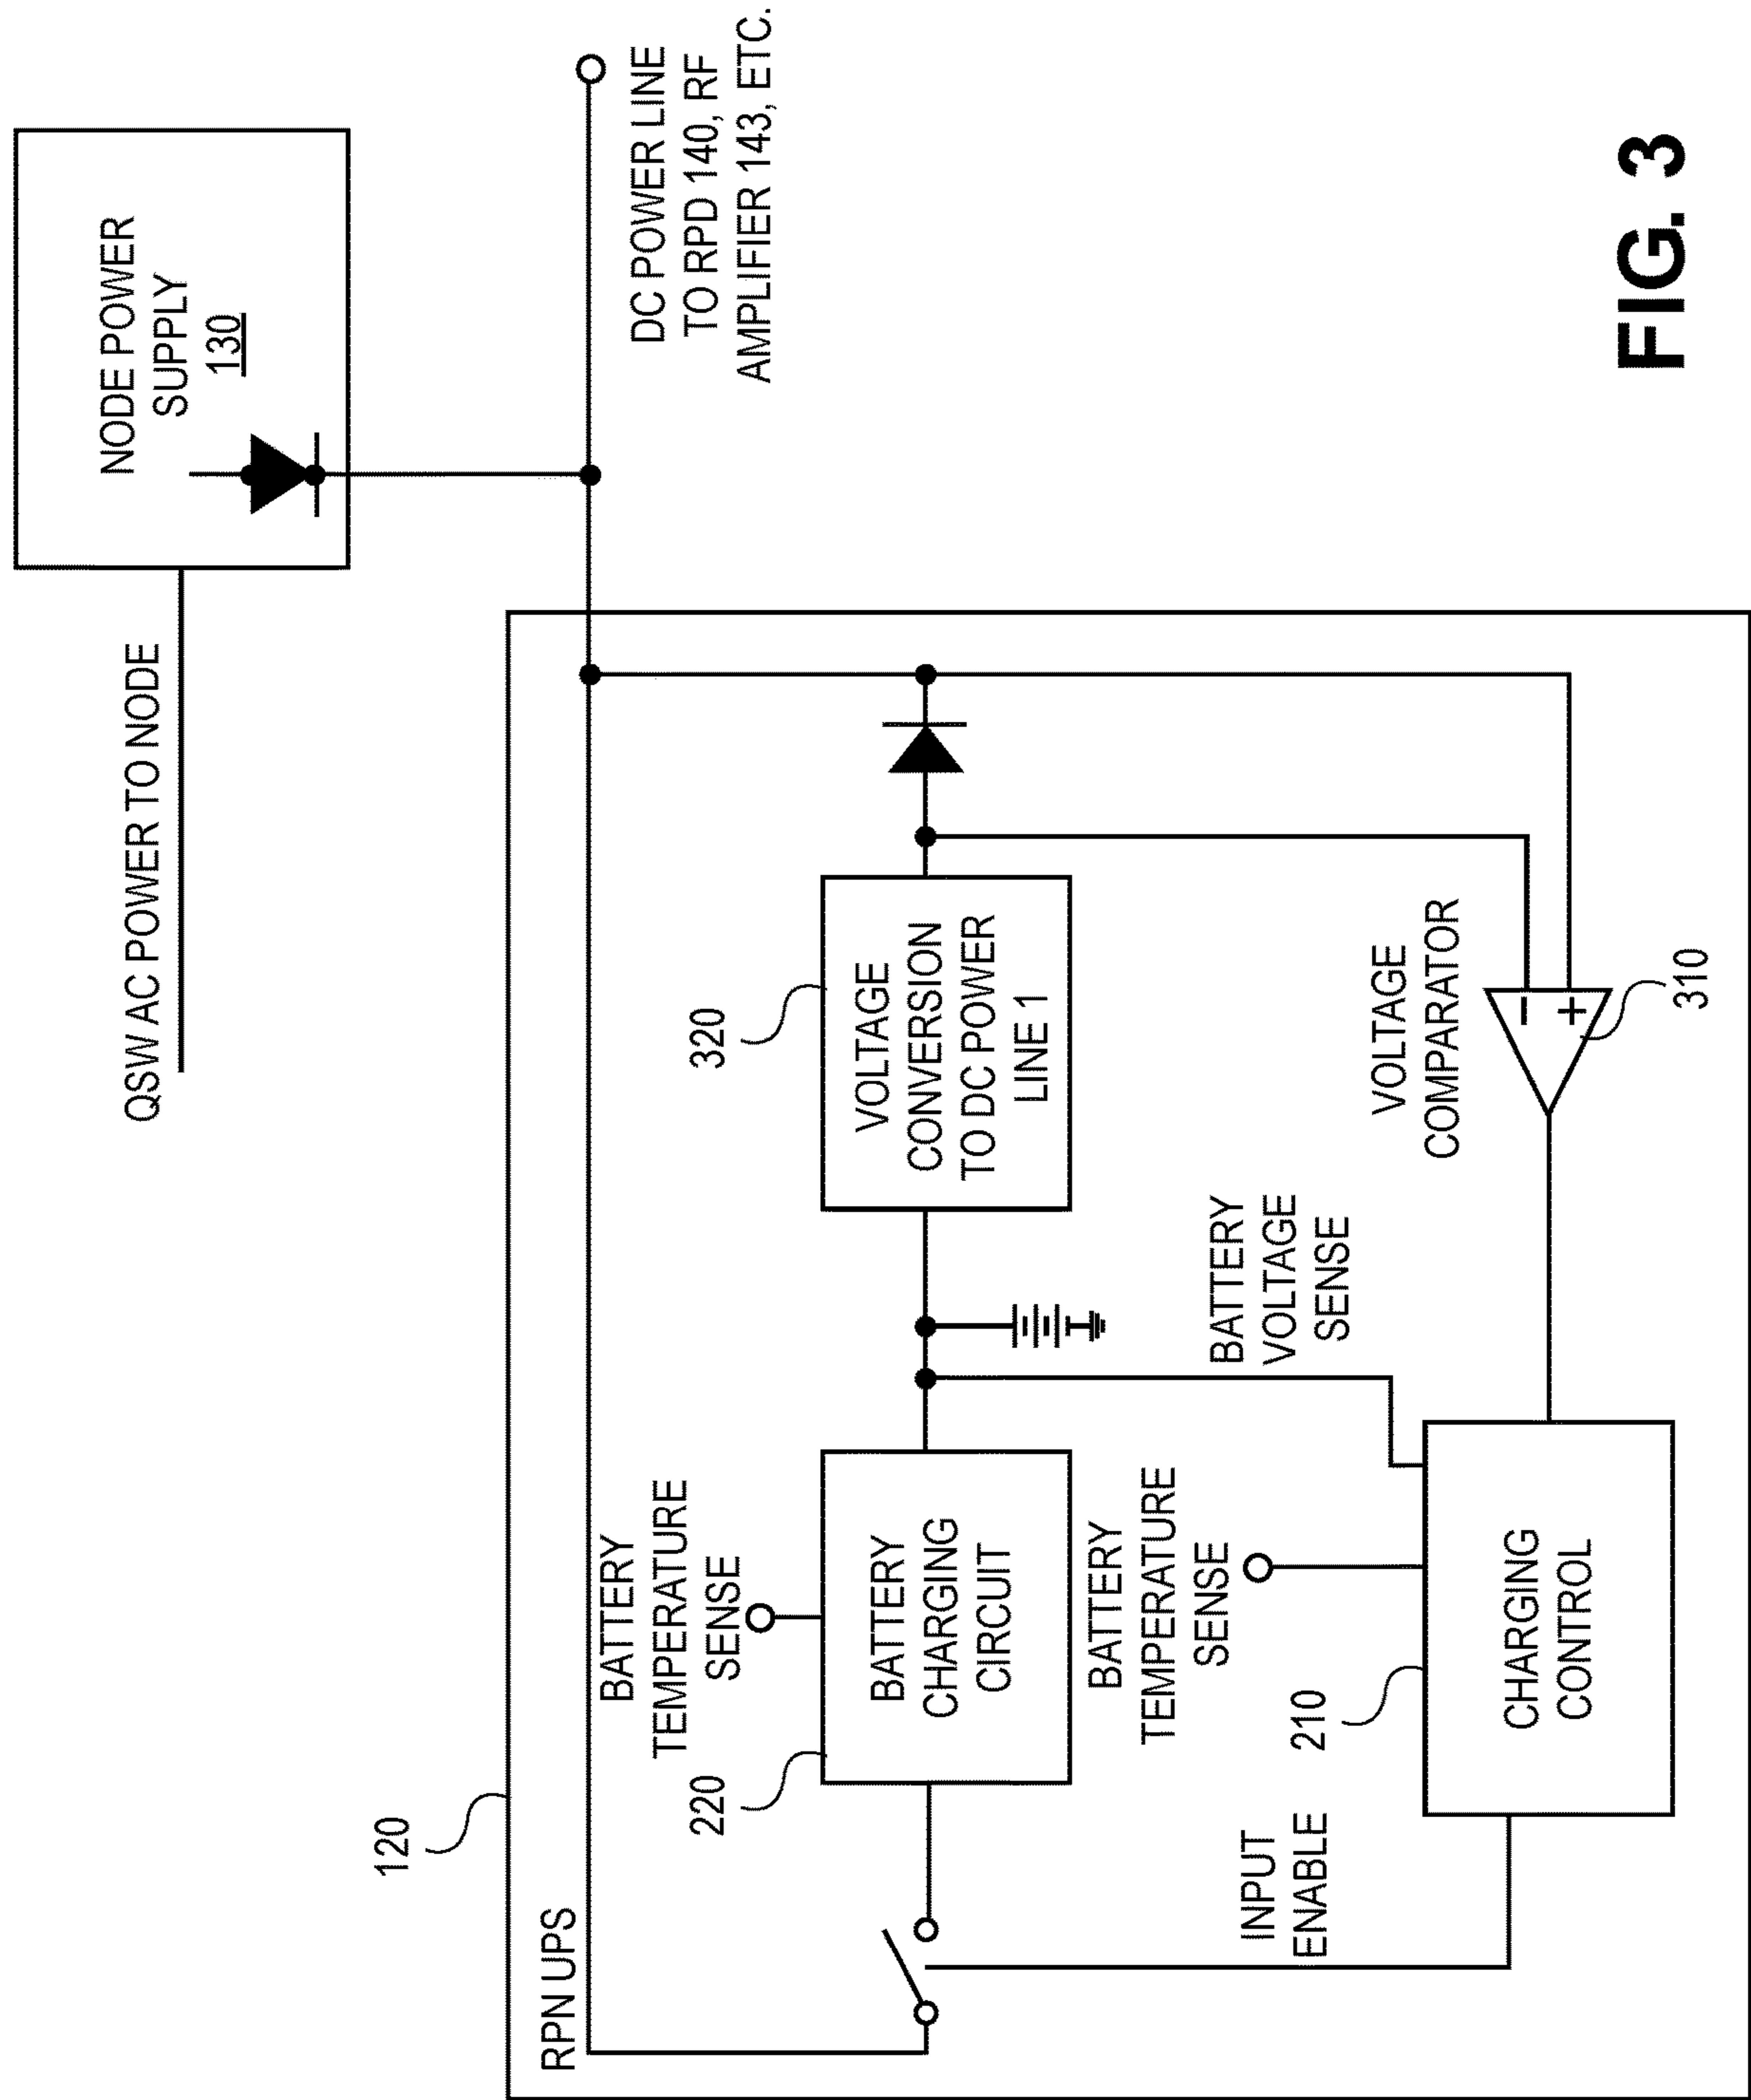 QSW AC POWER TO NODE
NODE POWER
SUPPLY
130
DC POWER LINE
TO RPD 140, RF
AMPLIFIER 143, ETC.
120
RPN UPS
BATTERY
TEMPERATURE
SENSE
220
BATTERY
CHARGING
CIRCUIT
320
VOLTAGE
CONVERSION
TO DC POWER
LINE 1
BATTERY
TEMPERATURE
SENSE
BATTERY
VOLTAGE
SENSE
INPUT
ENABLE
210
CHARGING
CONTROL
VOLTAGE
COMPARATOR
−
+
310
FIG. 3